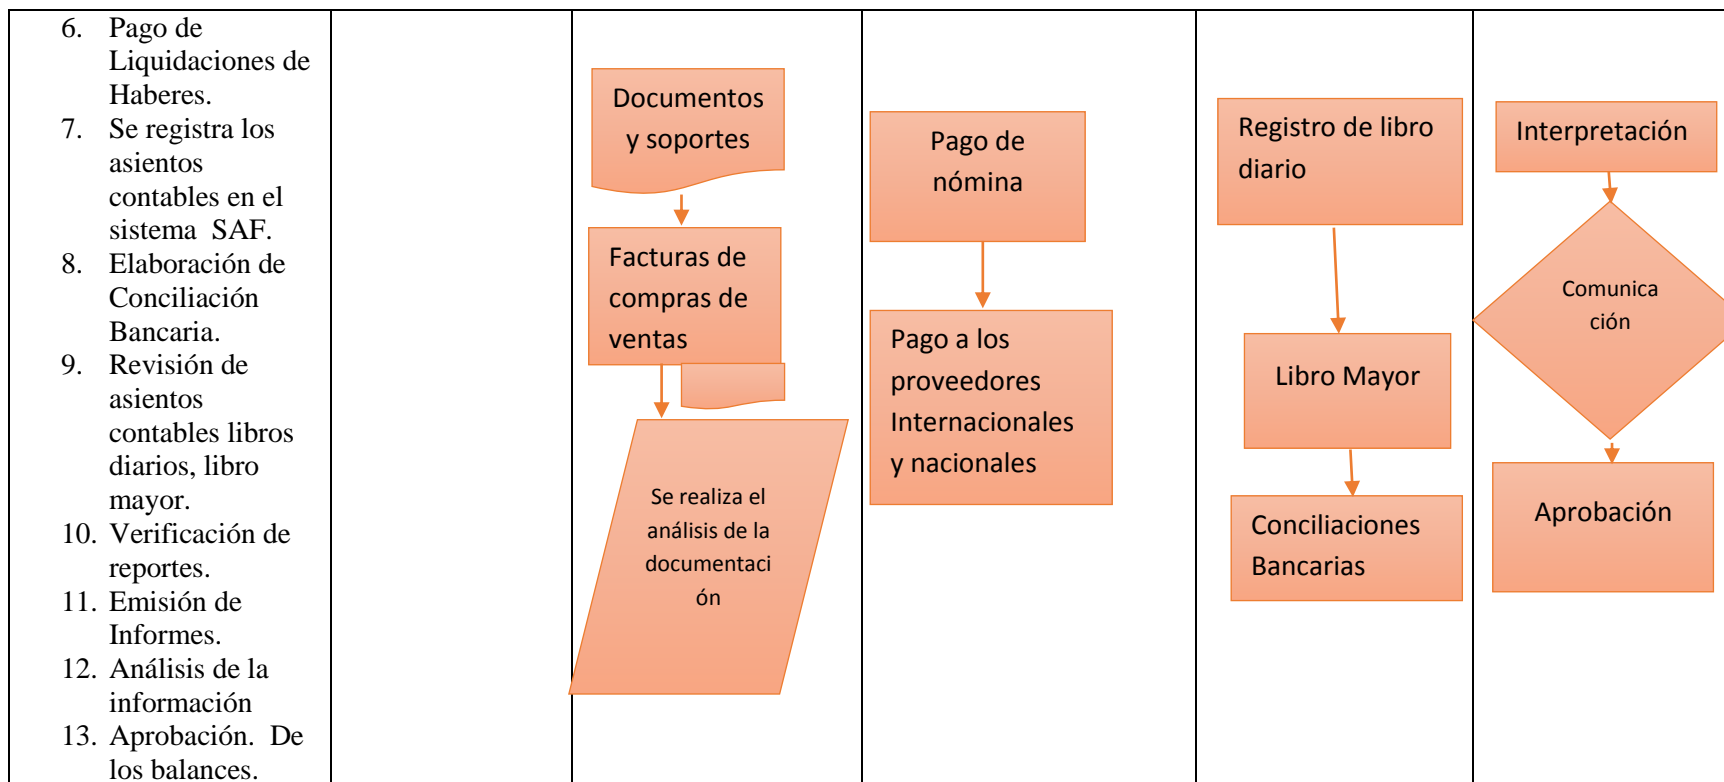 6. Pago de
Liquidaciones de
Haberes.
7. Se registra los
asientos
contables en el
sistema SAF.
8. Elaboración de
Conciliación
Bancaria.
9. Revisión de
asientos
contables libros
diarios, libro
mayor.
10. Verificación de
reportes.
11. Emisión de
Informes.
12. Análisis de la
información
13. Aprobación. De
los balances.
Documentos
y soportes
Facturas de
compras de
ventas
Se realiza el
análisis de la
documentaci
ón
Pago de
nómina
Pago a los
proveedores
Internacionales
y nacionales
Registro de libro
diario
Libro Mayor
Conciliaciones
Bancarias
Interpretación
Comunica
ción
Aprobación